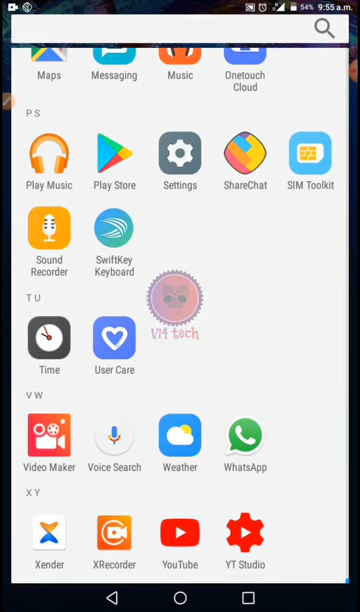 54% 9:55 a.m.
Maps Messaging Music Onetouch
Cloud
P S
Play Music Play Store Settings ShareChat SIM Toolkit
Sound SwiftKey
Recorder Keyboard
V14 tech
T U
Time User Care
V W
Video Maker Voice Search Weather WhatsApp
X Y
Xender XRecorder YouTube YT Studio